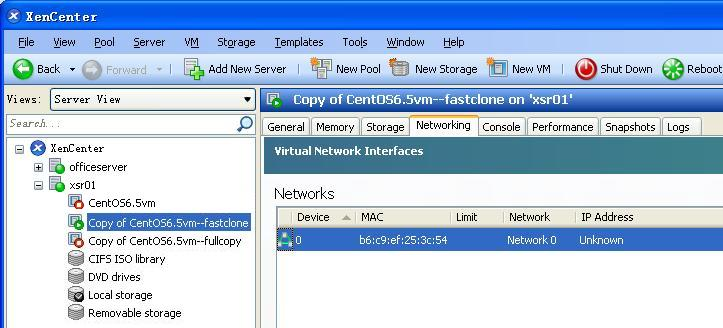 XenCenter
File View Pool Server VM Storage Templates Tools Window Help
Back Forward Add New Server New Pool New Storage New VM Shut Down Reboot
Views: Server View
Copy of CentOS6.5vm--fastclone on 'xsr01'
Search...
General Memory Storage Networking Console Performance Snapshots Logs
XenCenter
officeserver
xsr01
CentOS6.5vm
Copy of CentOS6.5vm--fastclone
Copy of CentOS6.5vm--fullcopy
CIFS ISO library
DVD drives
Local storage
Removable storage
Virtual Network Interfaces
Networks
Device MAC Limit Network IP Address
0 b6:c9:ef:25:3c:54 Network 0 Unknown